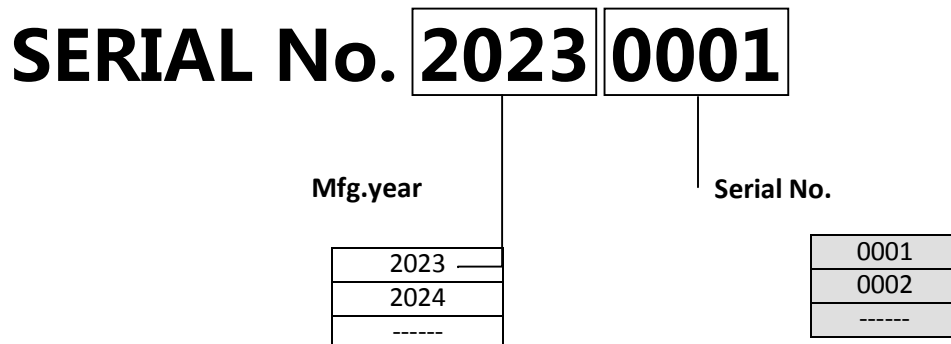 SERIAL No. 2023 0001
Mfg.year
Serial No.
2023
2024
------
0001
0002
------